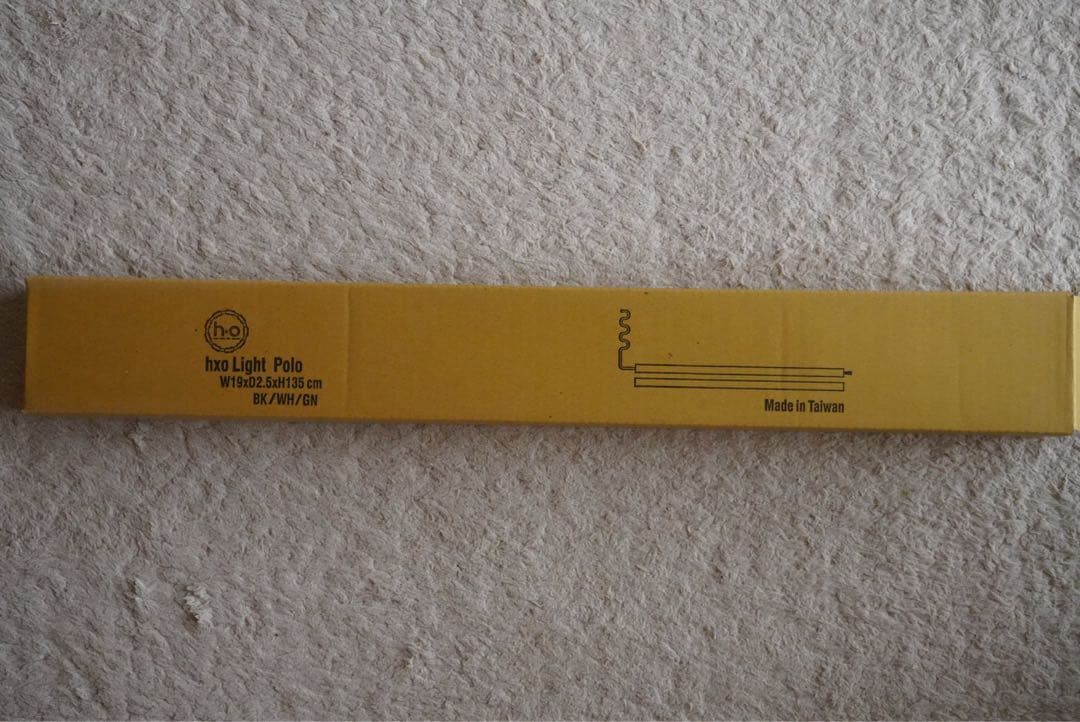 h·o
hxo Light Polo
W19xD2.5xH135 cm
BK/WH/GN
Made in Taiwan